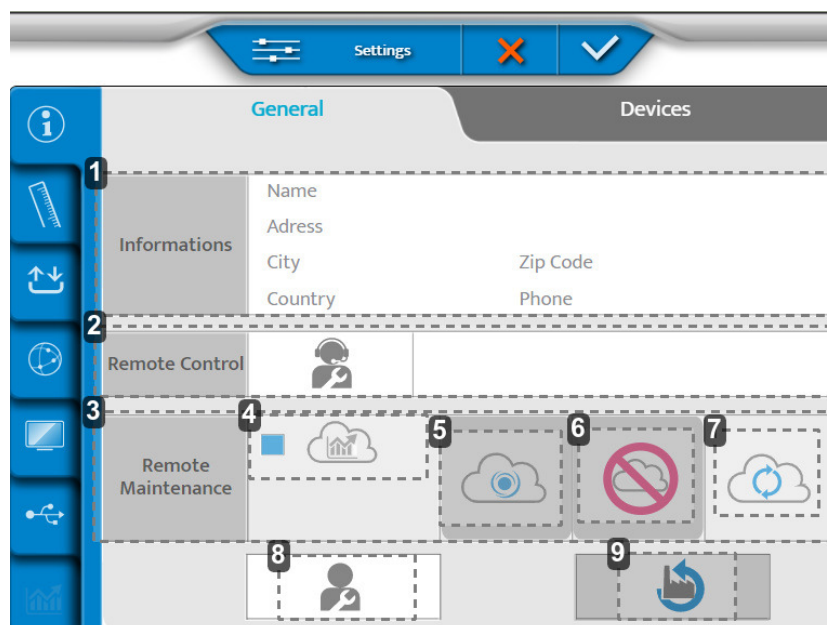 Settings
General
Devices
1
Informations
Name
Adress
City
Zip Code
Country
Phone
2
Remote Control
3
Remote
Maintenance
4
5
6
7
8
9